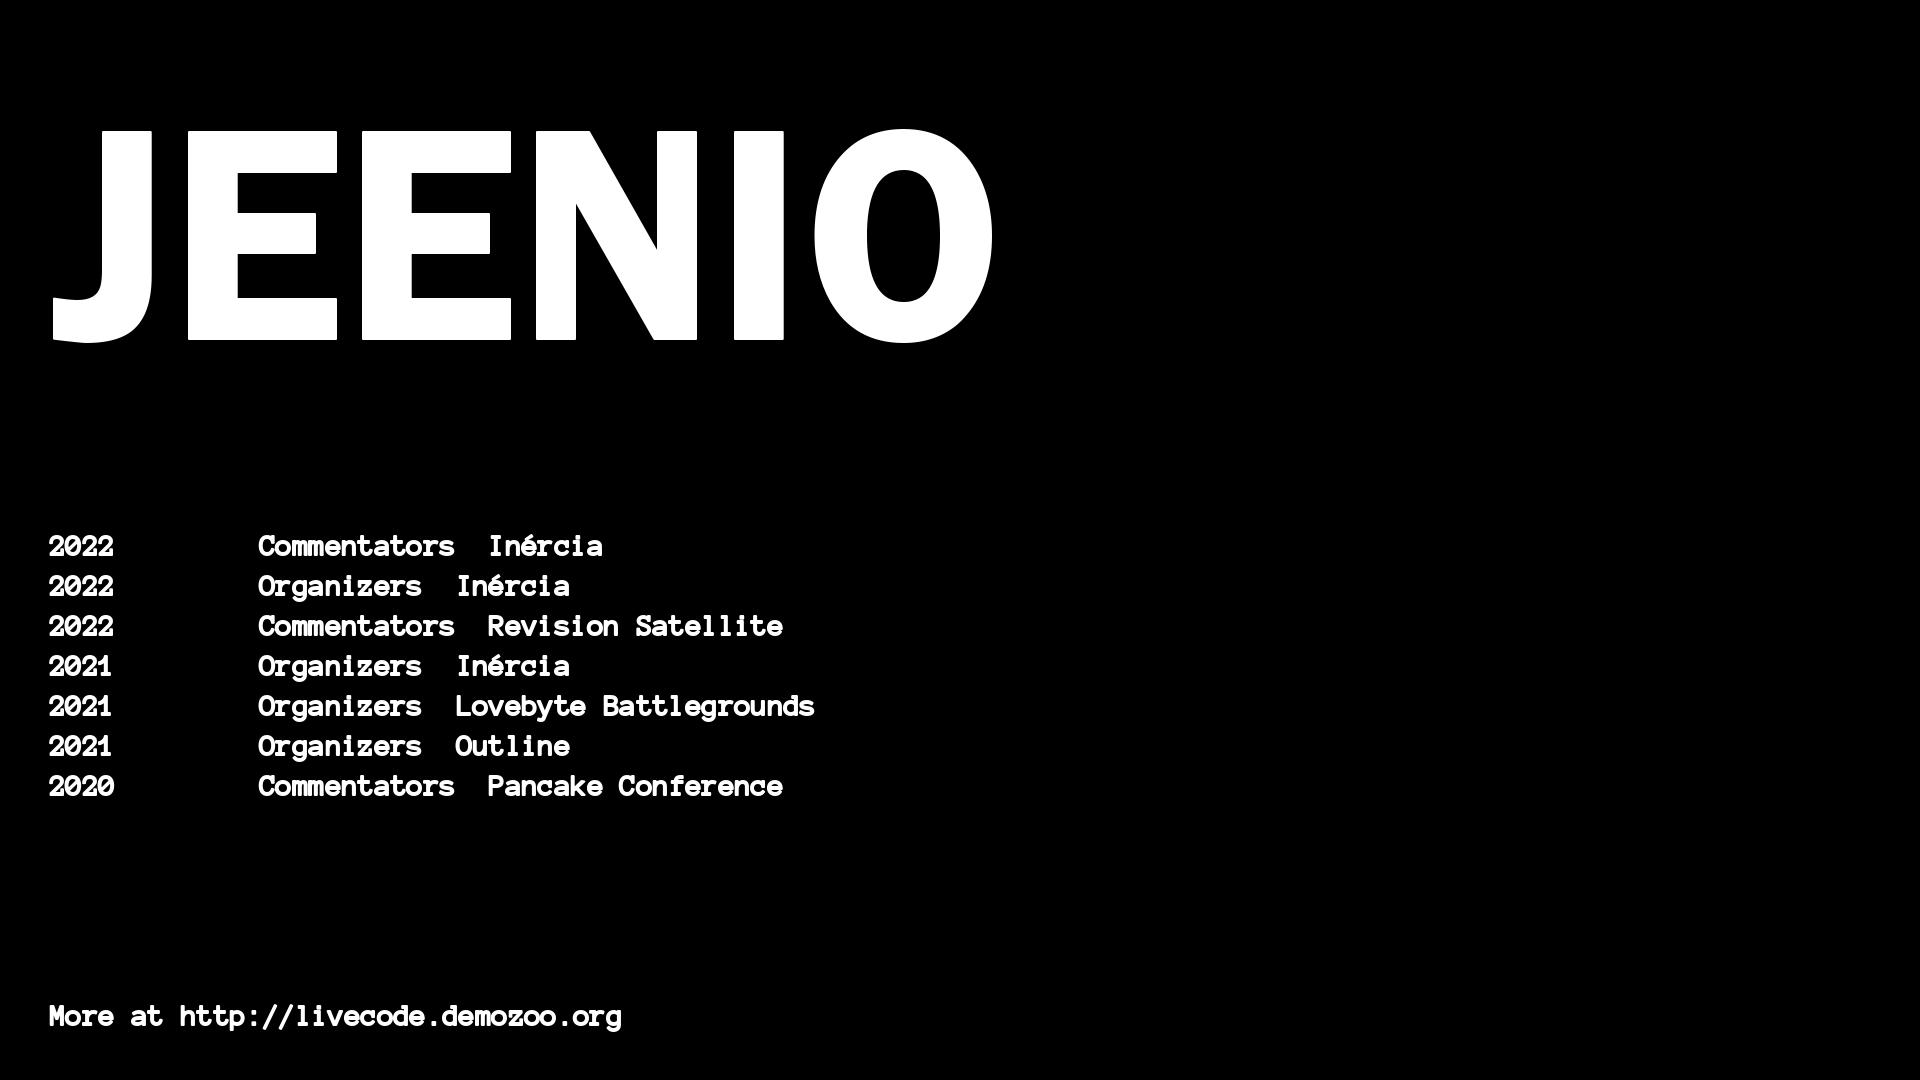 JEENIO
2022 Commentators Inércia
2022 Organizers Inércia
2022 Commentators Revision Satellite
2021 Organizers Inércia
2021 Organizers Lovebyte Battlegrounds
2021 Organizers Outline
2020 Commentators Pancake Conference
More at http://livecode.demozoo.org